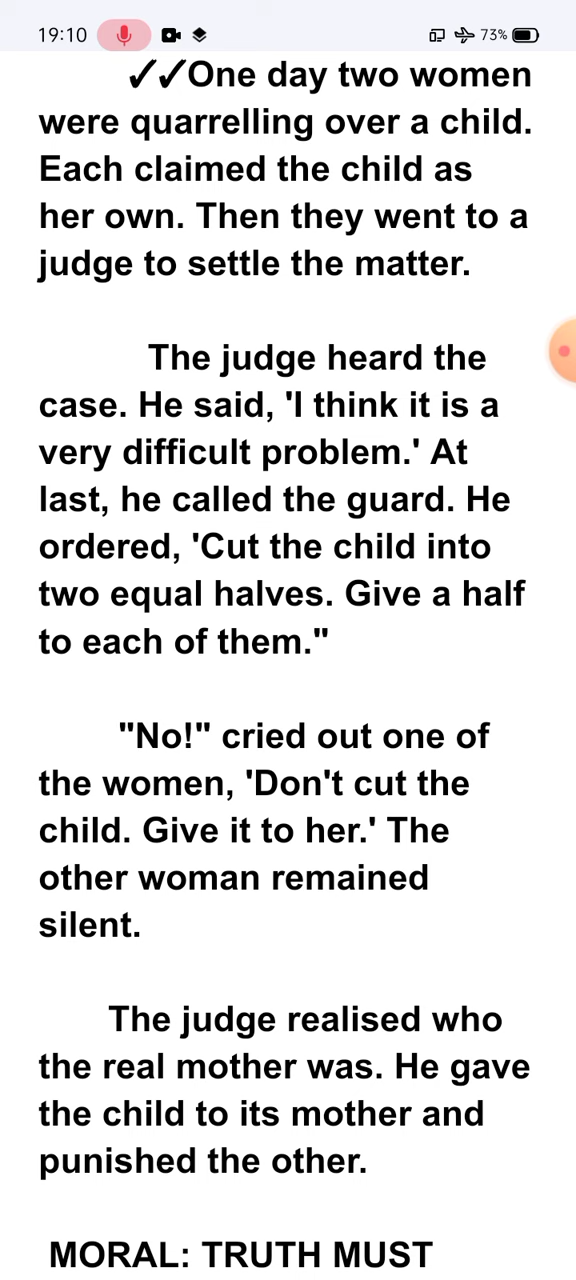 19:10
73%
✓✓One day two women
were quarrelling over a child.
Each claimed the child as
her own. Then they went to a
judge to settle the matter.
The judge heard the
case. He said, 'I think it is a
very difficult problem.' At
last, he called the guard. He
ordered, 'Cut the child into
two equal halves. Give a half
to each of them."
"No!" cried out one of
the women, 'Don't cut the
child. Give it to her.' The
other woman remained
silent.
The judge realised who
the real mother was. He gave
the child to its mother and
punished the other.
MORAL: TRUTH MUST